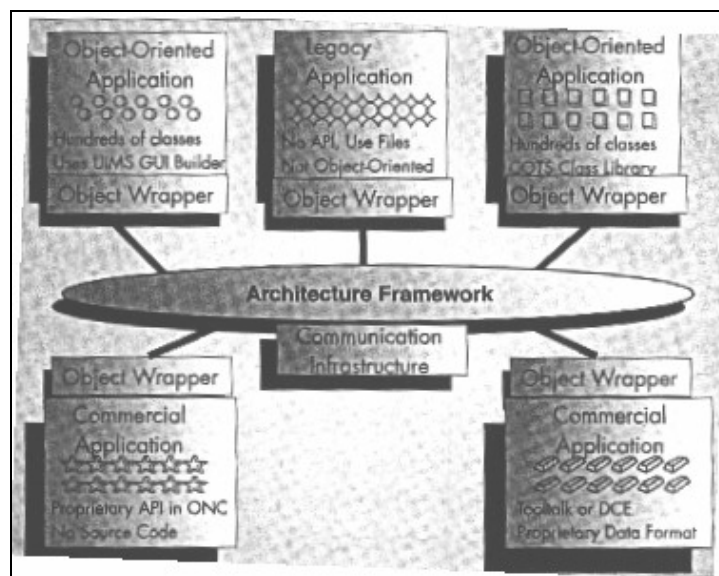 Object-Oriented
Application
Hundreds of classes
Uses UIMS GUI Builder
Object Wrapper
Legacy
Application
No API, Use Files
Not Object-Oriented
Object Wrapper
Object-Oriented
Application
Hundreds of classes
COTS Class Library
Object Wrapper
Architecture Framework
Communication
Infrastructure
Object Wrapper
Commercial
Application
Proprietary API in ONC
No Source Code
Object Wrapper
Commercial
Application
Tooltalk or DCE
Proprietary Data Format